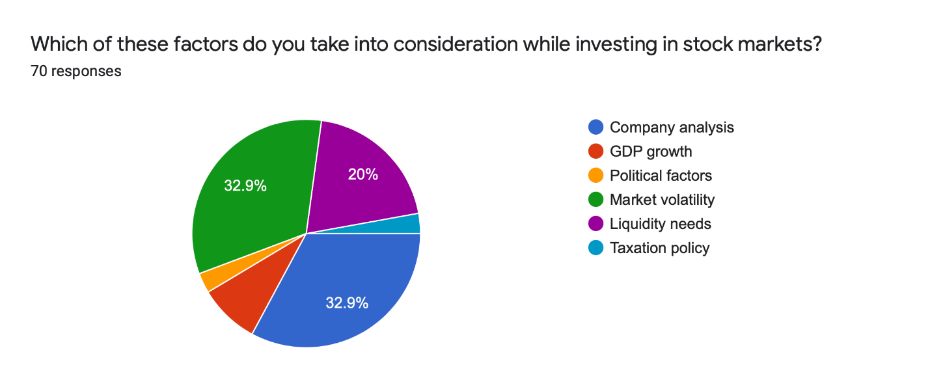 Which of these factors do you take into consideration while investing in stock markets?
70 responses
32.9%
20%
32.9%
Company analysis
GDP growth
Political factors
Market volatility
Liquidity needs
Taxation policy